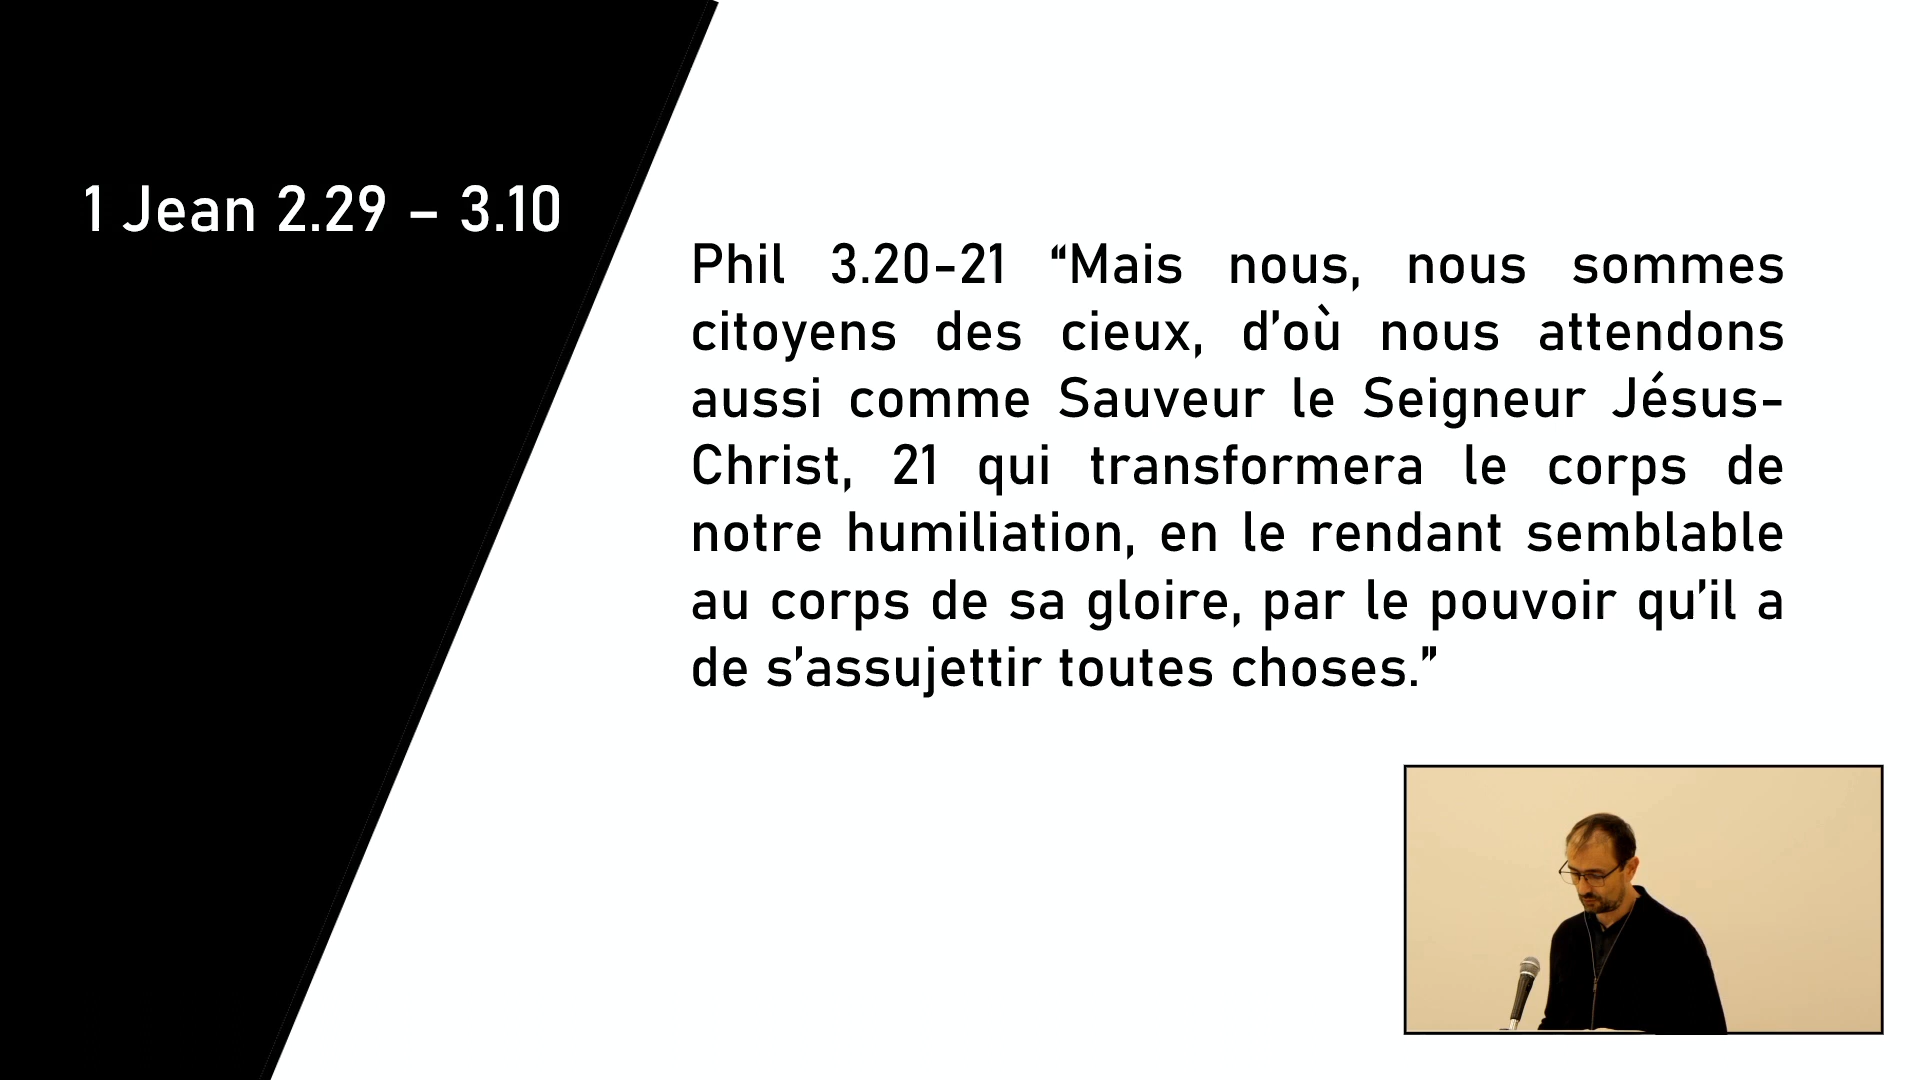 1 Jean 2.29 – 3.10
Phil 3.20-21 “Mais nous, nous sommes
citoyens des cieux, d’où nous attendons
aussi comme Sauveur le Seigneur Jésus-
Christ, 21 qui transformera le corps de
notre humiliation, en le rendant semblable
au corps de sa gloire, par le pouvoir qu’il a
de s’assujettir toutes choses.”